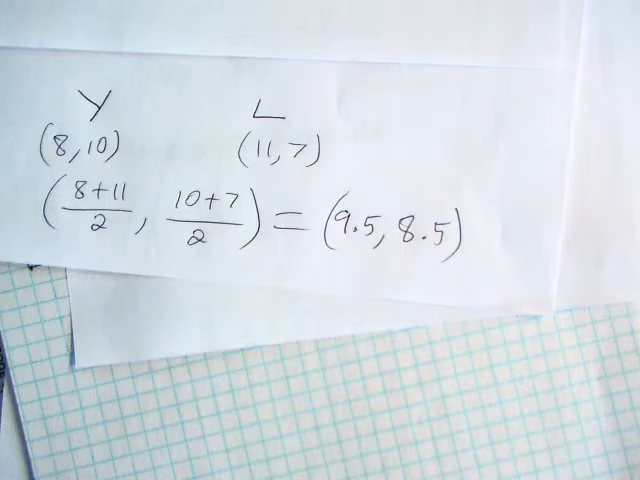 Y L
(8,10) (11,7)
(8+11/2, 10+7/2) = (9.5, 8.5)